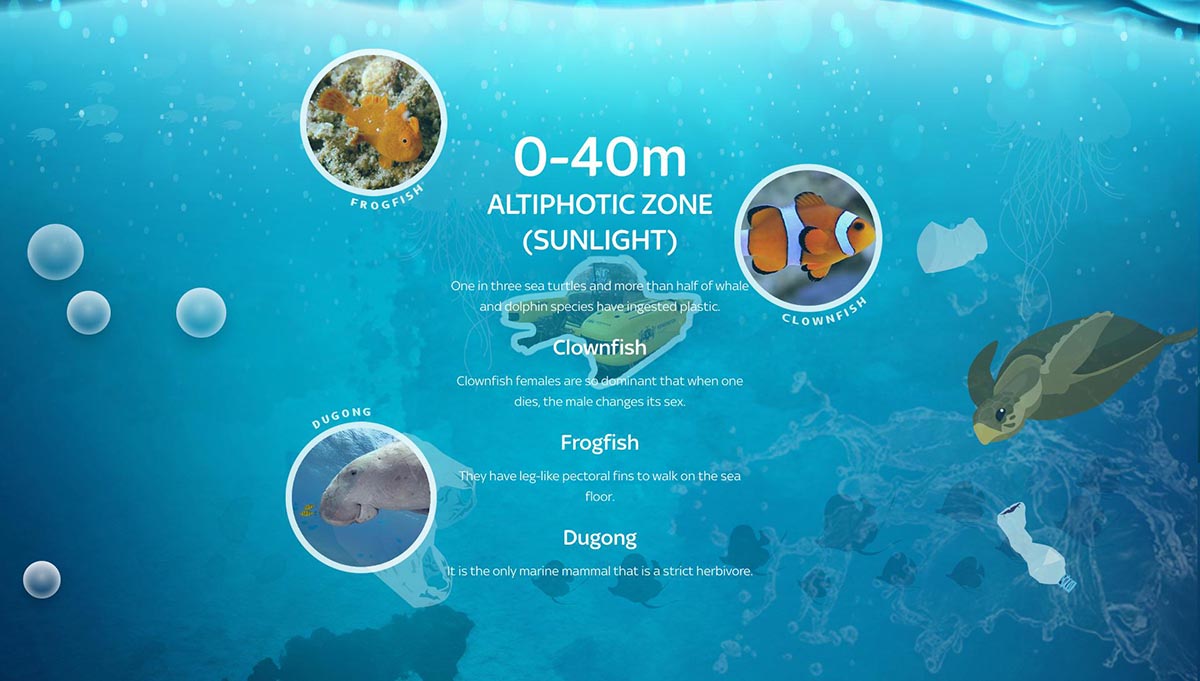 FROGFISH
0-40m
ALTIPHOTIC ZONE
(SUNLIGHT)
CLOWNFISH
One in three sea turtles and more than half of whale
and dolphin species have ingested plastic.
Clownfish
Clownfish females are so dominant that when one
dies, the male changes its sex.
DUGONG
Frogfish
They have leg-like pectoral fins to walk on the sea
floor.
Dugong
It is the only marine mammal that is a strict herbivore.